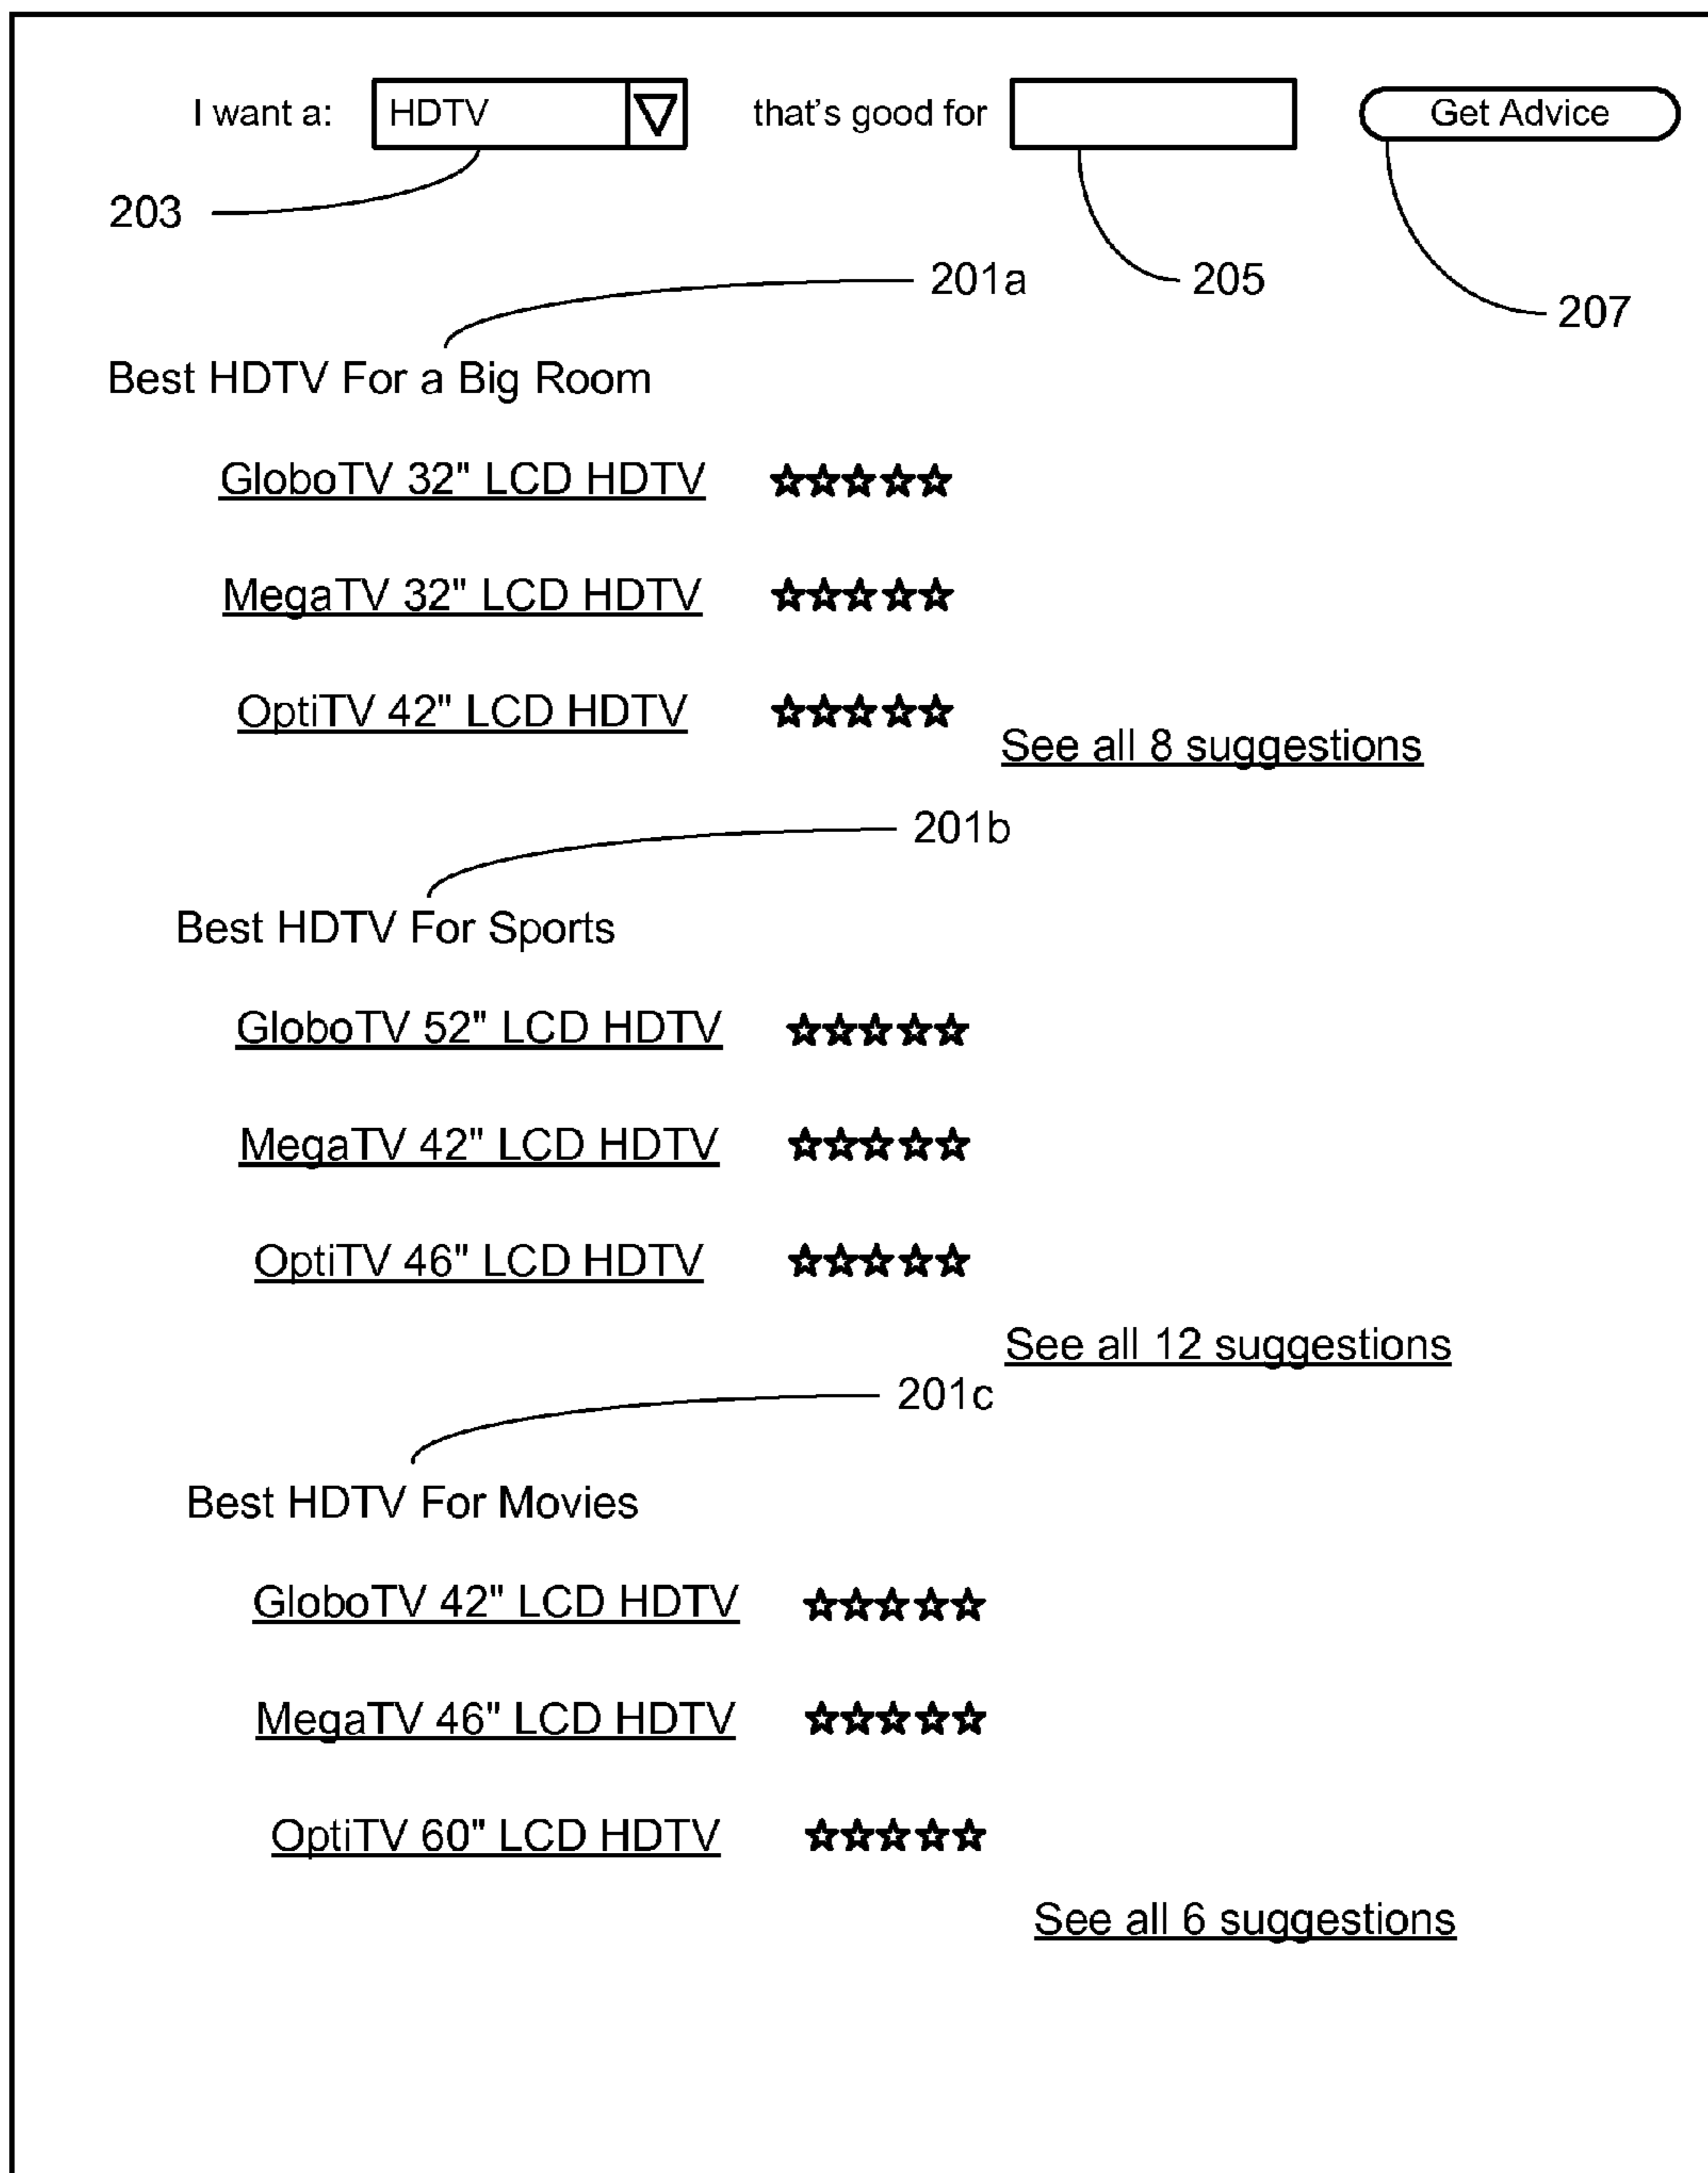 I want a: HDTV that's good for Get Advice
203
201a 205
207
Best HDTV For a Big Room
GloboTV 32" LCD HDTV
MegaTV 32" LCD HDTV
OptiTV 42" LCD HDTV
See all 8 suggestions
201b
Best HDTV For Sports
GloboTV 52" LCD HDTV
MegaTV 42" LCD HDTV
OptiTV 46" LCD HDTV
See all 12 suggestions
201c
Best HDTV For Movies
GloboTV 42" LCD HDTV
MegaTV 46" LCD HDTV
OptiTV 60" LCD HDTV
See all 6 suggestions